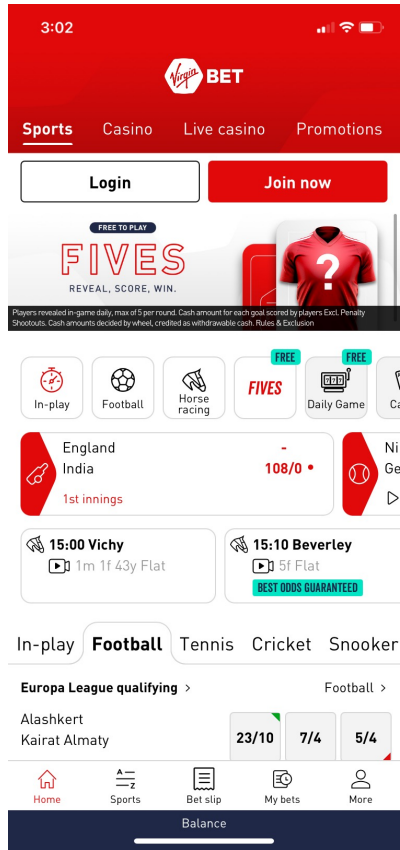 3:02
Virgin BET
Sports Casino Live casino Promotions
Login Join now
FREE TO PLAY
FIVES
REVEAL, SCORE, WIN.
?
Players revealed in-game daily, max of 5 per round. Cash amount for each goal scored by players Excl. Penalty
Shootouts. Cash amounts decided by wheel, credited as withdrawable cash. Rules & Exclusion
FREE FREE
FIVES
In-play Football Horse Daily Game Ca
racing
England - Ni
India 108/0 • Ge
1st innings
15:00 Vichy 15:10 Beverley
1m 1f 43y Flat 5f Flat
BEST ODDS GUARANTEED
In-play Football Tennis Cricket Snooker
Europa League qualifying > Football >
Alashkert
Kairat Almaty 23/10 7/4 5/4
Home Sports Bet slip My bets More
Balance